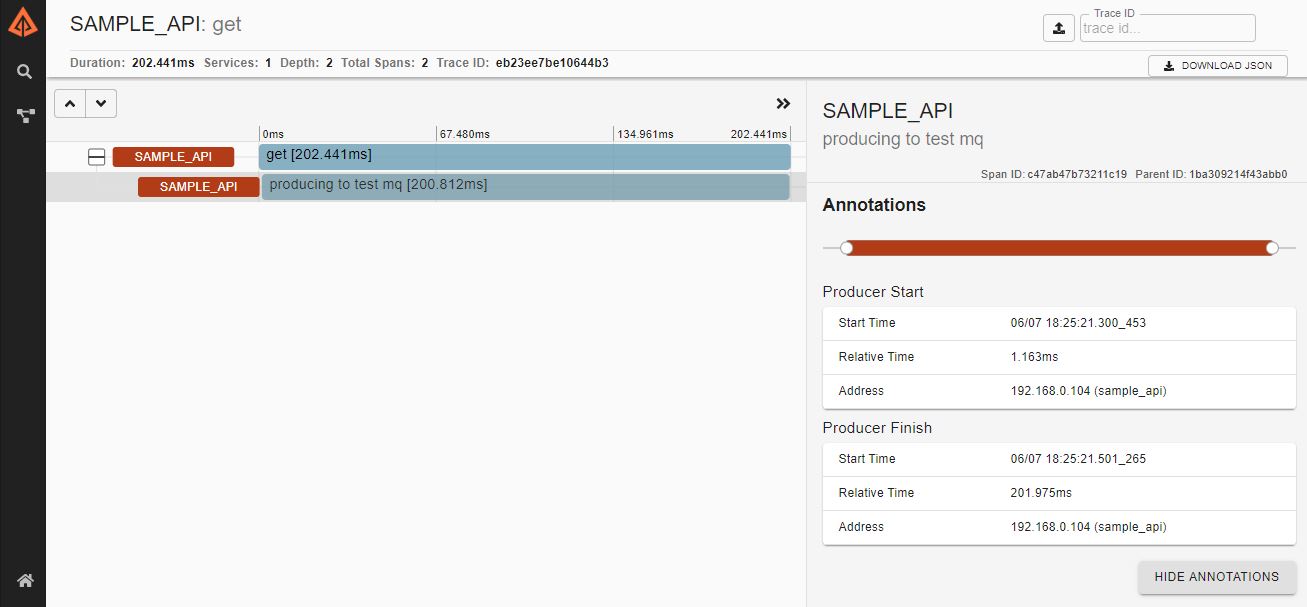 SAMPLE_API: get
Trace ID
trace id...
Duration: 202.441ms Services: 1 Depth: 2 Total Spans: 2 Trace ID: eb23ee7be10644b3
DOWNLOAD JSON
0ms 67.480ms 134.961ms 202.441ms
SAMPLE_API get [202.441ms]
SAMPLE_API producing to test mq [200.812ms]
SAMPLE_API
producing to test mq
Span ID: c47ab47b73211c19 Parent ID: 1ba309214f43abb0
Annotations
Producer Start
Start Time 06/07 18:25:21.300_453
Relative Time 1.163ms
Address 192.168.0.104 (sample_api)
Producer Finish
Start Time 06/07 18:25:21.501_265
Relative Time 201.975ms
Address 192.168.0.104 (sample_api)
HIDE ANNOTATIONS